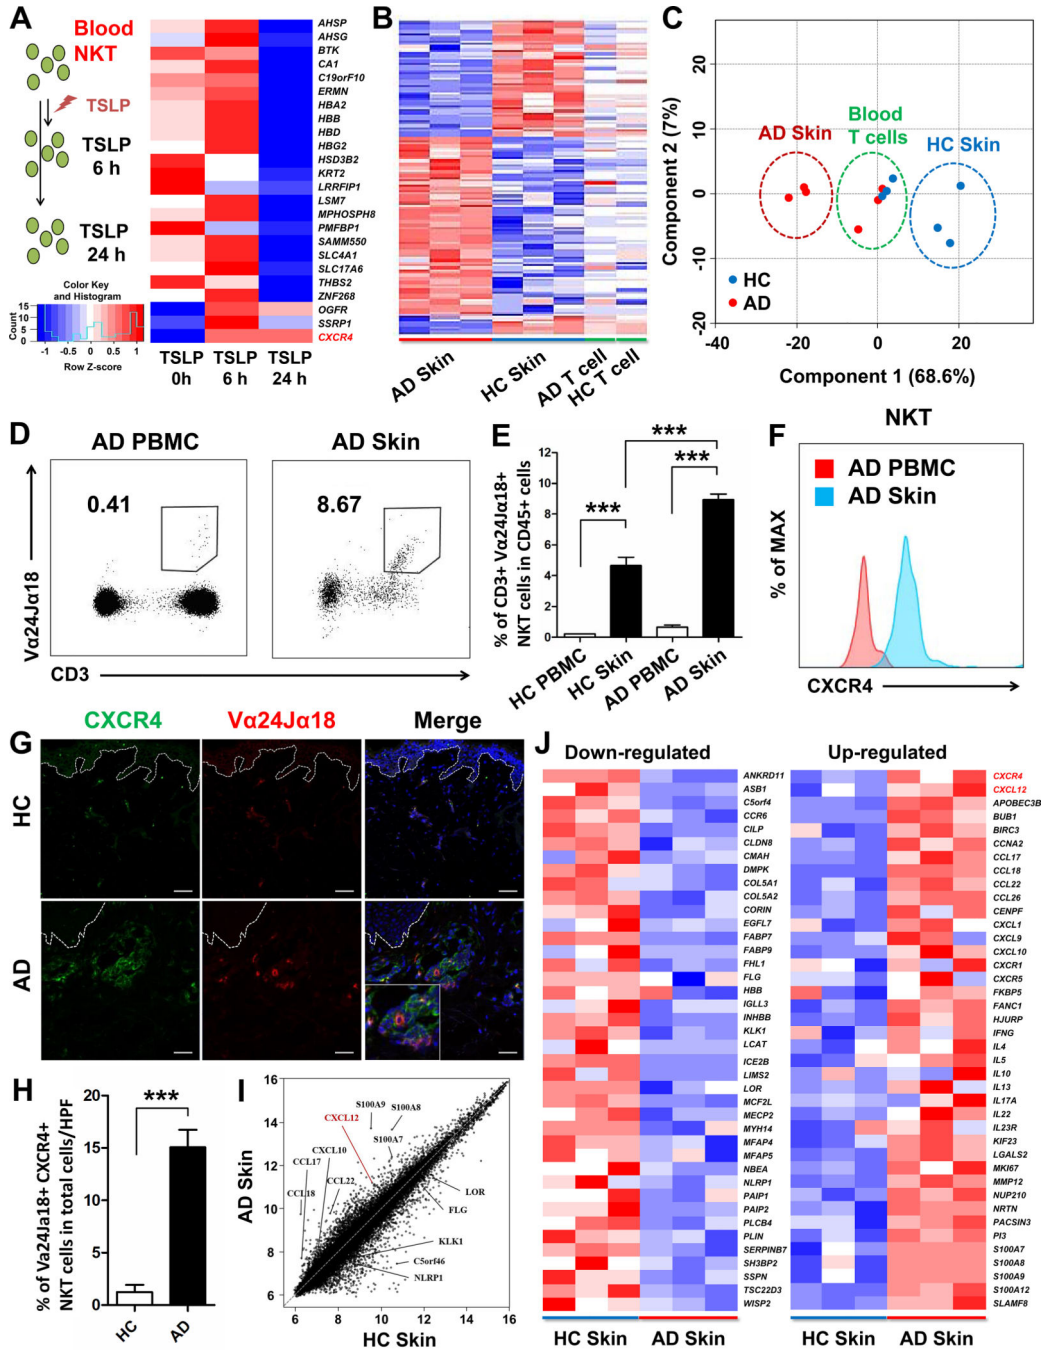 A
Blood
NKT
TSLP
TSLP
6 h
TSLP
24 h
Color Key
and Histogram
Count
0 5 10 15
-1 -0.5 0 0.5 1
Row Z-score
AHSP
AHSG
BTK
CA1
C19orF10
ERMN
HBA2
HBB
HBD
HBG2
HSD3B2
KRT2
LRRFIP1
LSM7
MPHOSPH8
PMFBP1
SAMM550
SLC4A1
SLC17A6
THBS2
ZNF268
OGFR
SSRP1
CXCR4
TSLP TSLP TSLP
0h 6 h 24 h
B
AD Skin
HC Skin
AD T cell
HC T cell
C
AD Skin
Blood
T cells
HC Skin
HC
AD
Component 2 (7%)
20
10
0
-10
-20
-40 -20 0 20
Component 1 (68.6%)
D
AD PBMC
AD Skin
0.41
8.67
Vα24Jα18
CD3
E
% of CD3+ Vα24Jα18+
NKT cells in CD45+ cells
12
10
8
6
4
2
0
***
***
***
HC PBMC
HC Skin
AD PBMC
AD Skin
F
NKT
AD PBMC
AD Skin
% of MAX
CXCR4
G
CXCR4
Vα24Jα18
Merge
HC
AD
H
% of Va24Ja18+ CXCR4+
NKT cells in total cells/HPF
20
15
10
5
0
***
HC
AD
I
AD Skin
16
14
12
10
8
6
S100A9
S100A8
CXCL12
S100A7
CXCL10
CCL17
CCL22
CCL18
LOR
FLG
KLK1
C5orf46
NLRP1
6 8 10 12 14 16
HC Skin
J
Down-regulated
ANKRD11
ASB1
C5orf4
CCR6
CILP
CLDN8
CMAH
DMPK
COL5A1
COL5A2
CORIN
EGFL7
FABP7
FABP9
FHL1
FLG
HBB
IGLL3
INHBB
KLK1
LCAT
ICE2B
LIMS2
LOR
MCF2L
MECP2
MYH14
MFAP4
MFAP5
NBEA
NLRP1
PAIP1
PAIP2
PLCB4
PLIN
SERPINB7
SH3BP2
SSPN
TSC22D3
WISP2
HC Skin AD Skin
Up-regulated
CXCR4
CXCL12
APOBEC3B
BUB1
BIRC3
CCNA2
CCL17
CCL18
CCL22
CCL26
CENPF
CXCL1
CXCL9
CXCL10
CXCR1
CXCR5
FKBP5
FANC1
HJURP
IFNG
IL4
IL5
IL10
IL13
IL17A
IL22
IL23R
KIF23
LGALS2
MKI67
MMP12
NUP210
NRTN
PACSIN3
PI3
S100A7
S100A8
S100A9
S100A12
SLAMF8
HC Skin AD Skin